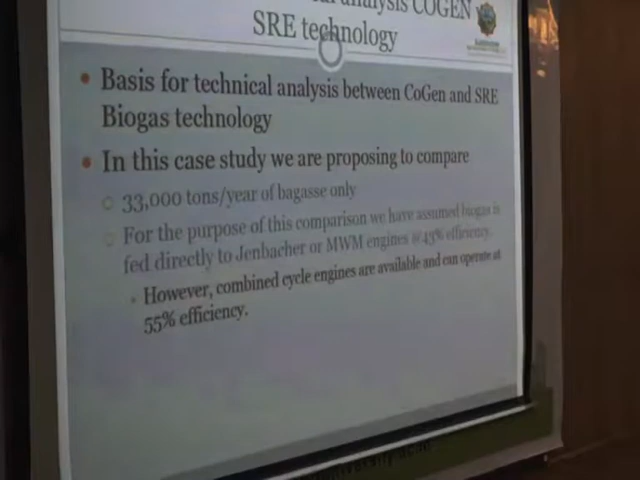 analysis COGEN
SRE technology
Basis for technical analysis between CoGen and SRE
Biogas technology
In this case study we are proposing to compare
33,000 tons/year of bagasse only
For the purpose of this comparison we have assumed biogas is
fed directly to Jenbacher or MWM engines @ 43% efficiency.
However, combined cycle engines are available and can operate at
55% efficiency.